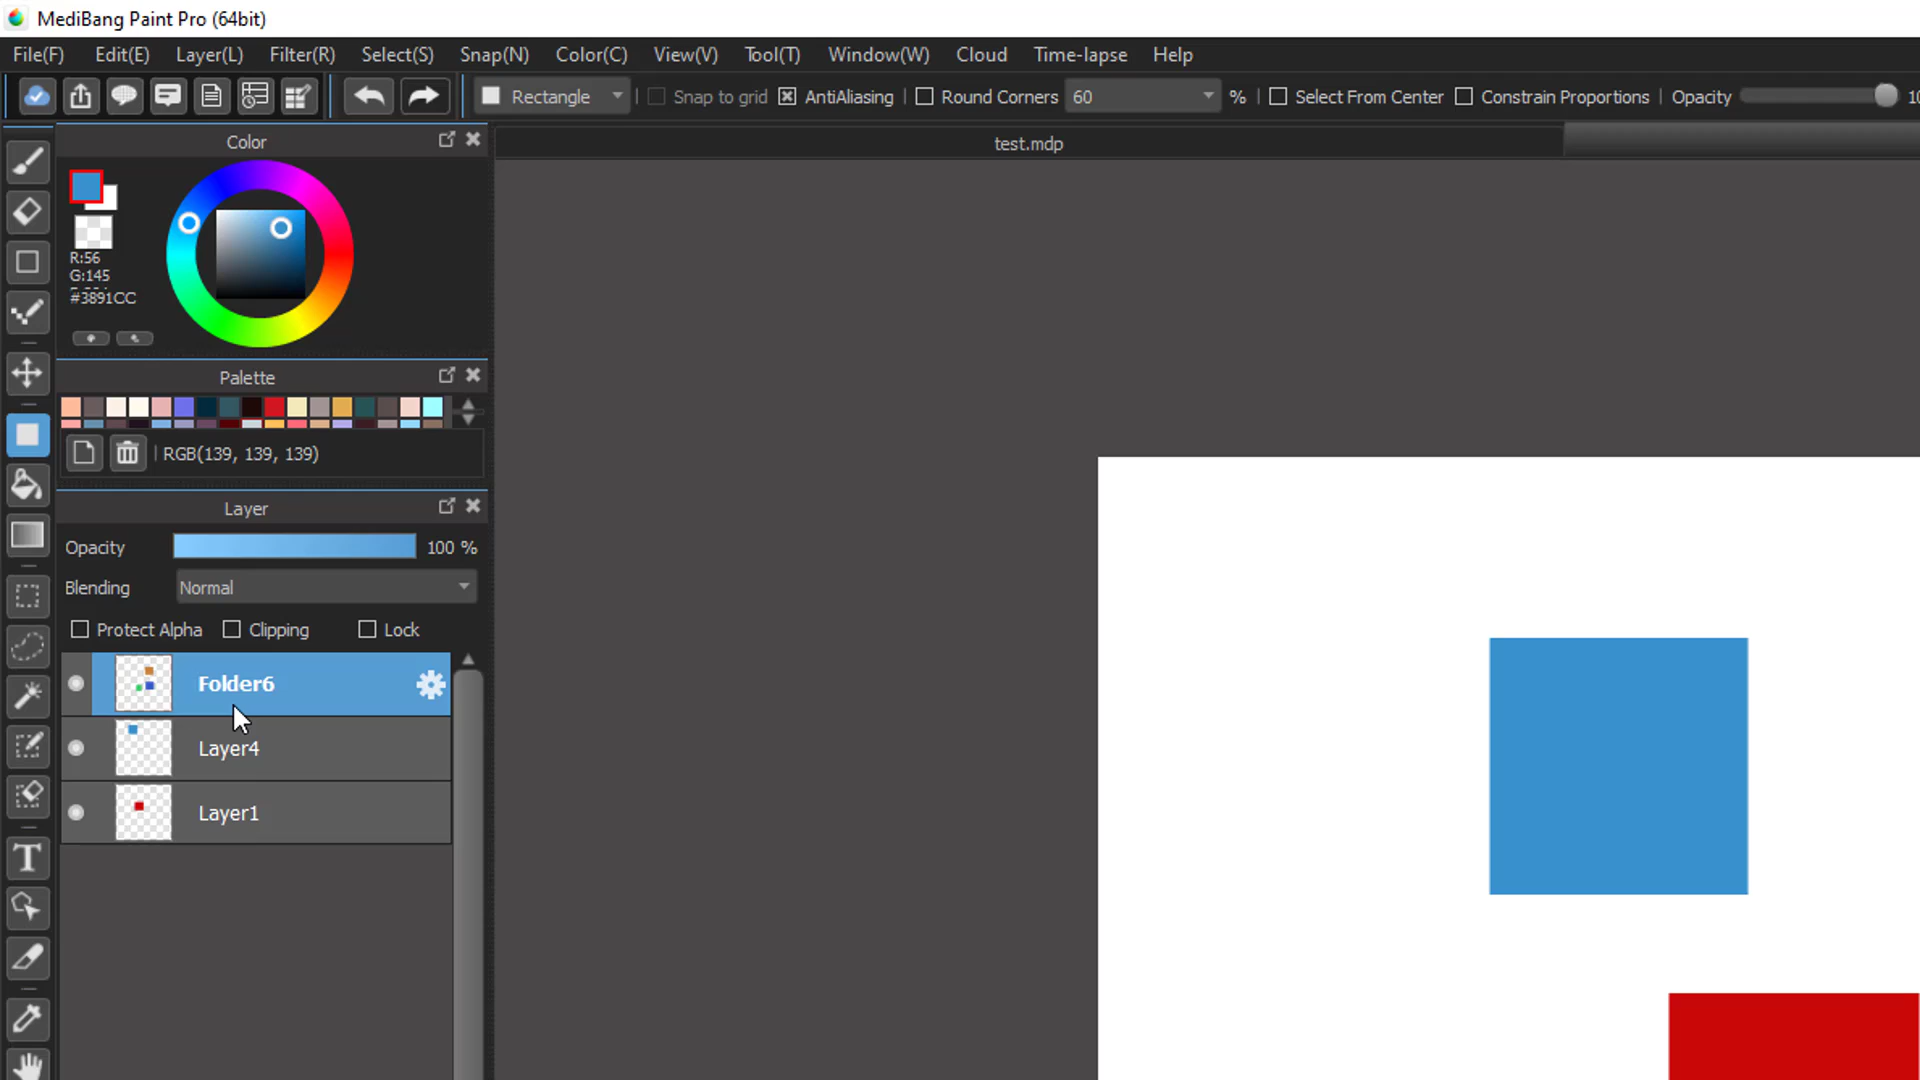 MediBang Paint Pro (64bit)
File(F) Edit(E) Layer(L) Filter(R) Select(S) Snap(N) Color(C) View(V) Tool(T) Window(W) Cloud Time-lapse Help
Rectangle Snap to grid AntiAliasing Round Corners 60 % Select From Center Constrain Proportions Opacity
test.mdp
Color
R:56
G:145
#3891CC
Palette
RGB(139, 139, 139)
Layer
Opacity 100 %
Blending Normal
Protect Alpha Clipping Lock
Folder6
Layer4
Layer1
T